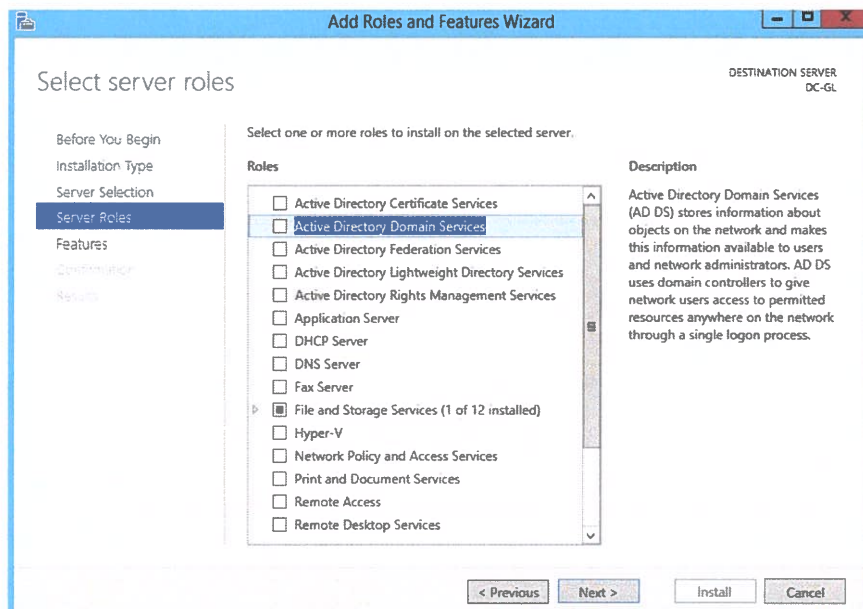 Add Roles and Features Wizard
Select server roles
DESTINATION SERVER
DC-GL
Before You Begin
Installation Type
Server Selection
Server Roles
Features
Confirmation
Results
Select one or more roles to install on the selected server.
Roles
Active Directory Certificate Services
Active Directory Domain Services
Active Directory Federation Services
Active Directory Lightweight Directory Services
Active Directory Rights Management Services
Application Server
DHCP Server
DNS Server
Fax Server
File and Storage Services (1 of 12 installed)
Hyper-V
Network Policy and Access Services
Print and Document Services
Remote Access
Remote Desktop Services
Description
Active Directory Domain Services
(AD DS) stores information about
objects on the network and makes
this information available to users
and network administrators. AD DS
uses domain controllers to give
network users access to permitted
resources anywhere on the network
through a single logon process.
< Previous
Next >
Install
Cancel